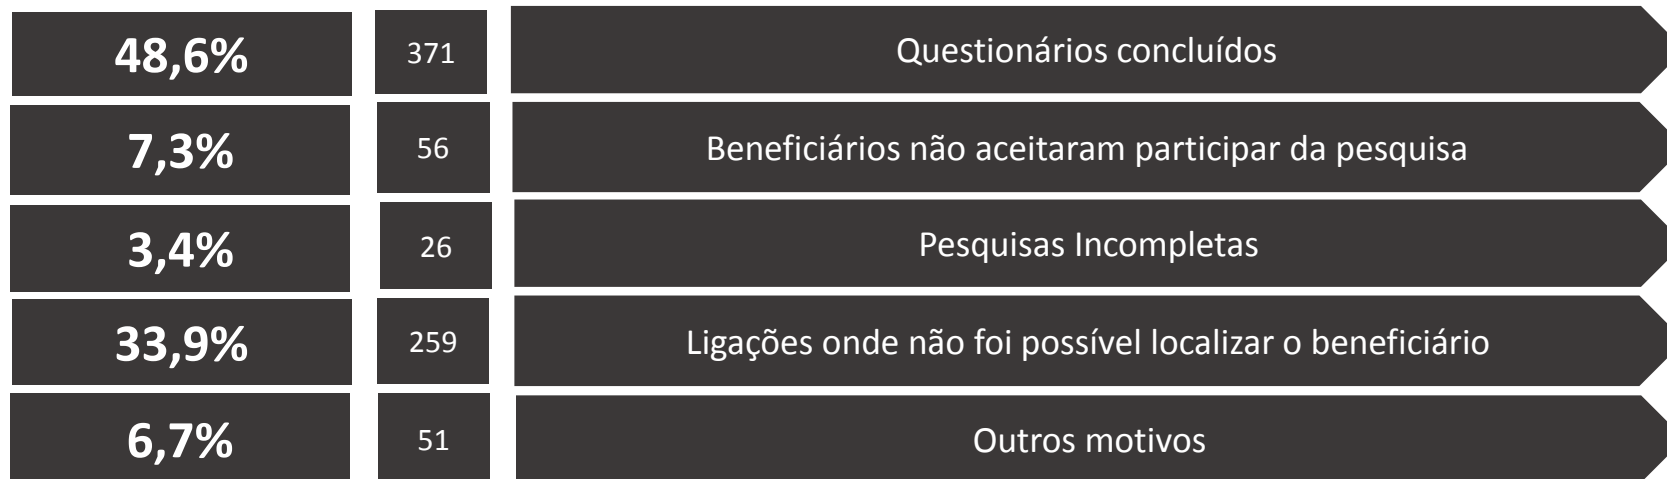 48,6% 371 Questionários concluídos
7,3% 56 Beneficiários não aceitaram participar da pesquisa
3,4% 26 Pesquisas Incompletas
33,9% 259 Ligações onde não foi possível localizar o beneficiário
6,7% 51 Outros motivos